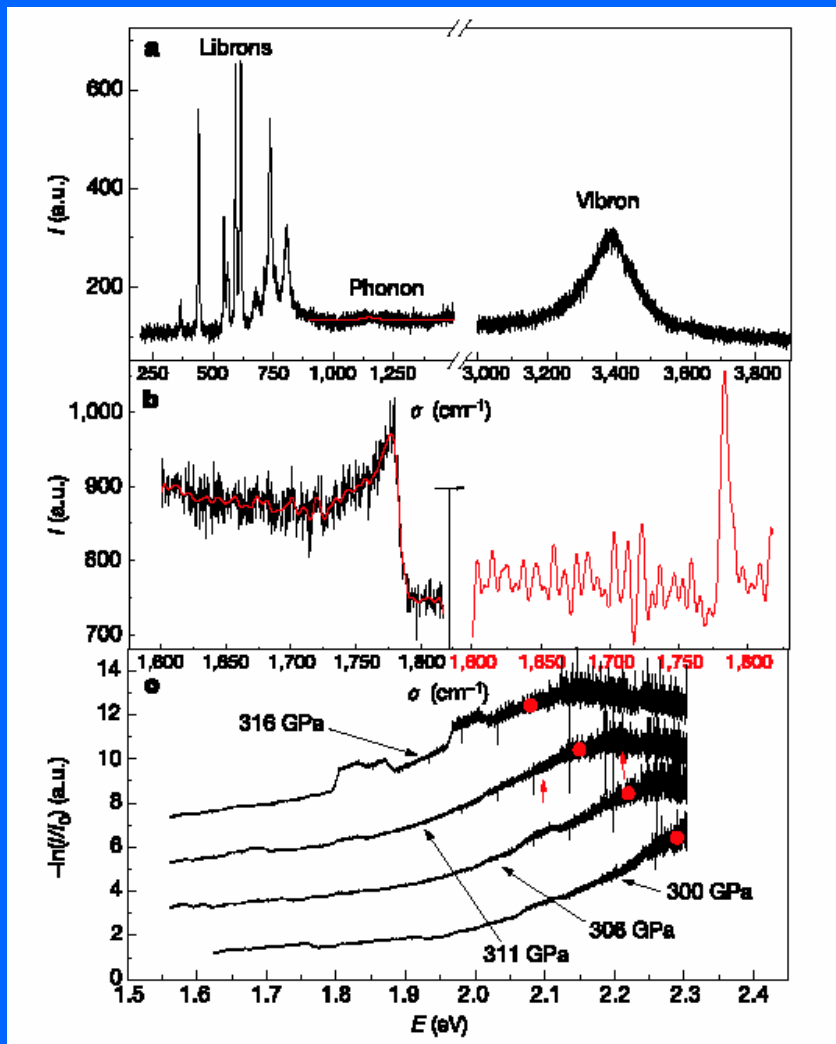 a
Librons
600
400
200
I (a.u.)
Phonon
Vibron
250 500 750 1,000 1,250 3,000 3,200 3,400 3,600 3,800
σ (cm⁻¹)
b
1,000
900
800
700
I (a.u.)
1,600 1,650 1,700 1,750 1,800 1,600 1,650 1,700 1,750 1,800
σ (cm⁻¹)
c
14
12
10
8
6
4
2
0
–ln(I/I₀) (a.u.)
316 GPa
300 GPa
306 GPa
311 GPa
1.5 1.6 1.7 1.8 1.9 2.0 2.1 2.2 2.3 2.4
E (eV)